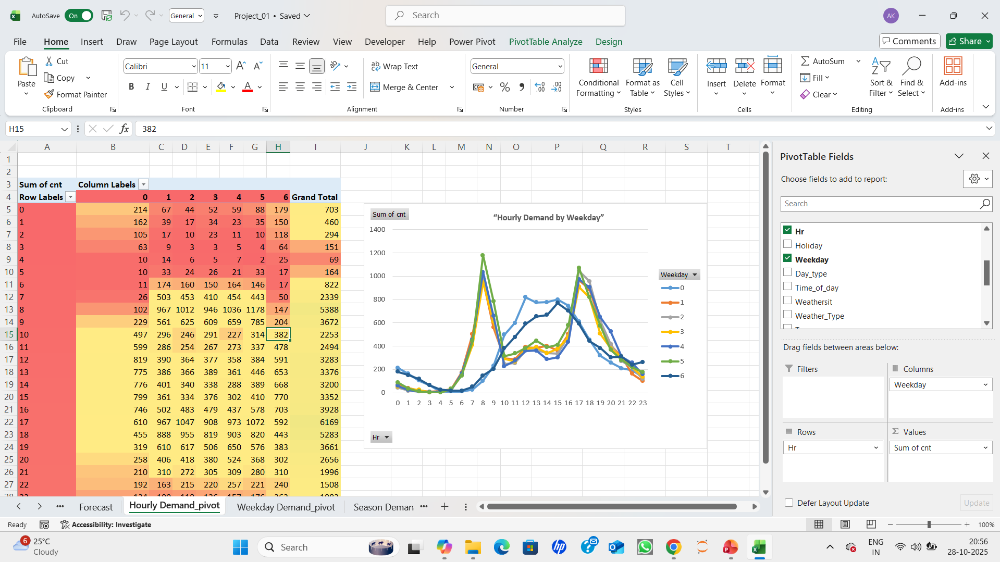 AutoSave On General Project_01 • Saved Search AK
File Home Insert Draw Page Layout Formulas Data Review View Developer Help Power Pivot PivotTable Analyze Design Comments Share
Paste Cut Copy Format Painter
Clipboard
Calibri 11
B I U A
Font
Wrap Text
Merge & Center
Alignment
General
Number
Conditional Formatting Format as Table Cell Styles
Styles
Insert Delete Format
Cells
AutoSum Fill Clear Sort & Filter Find & Select
Editing
Add-ins
Add-ins
H15 fx 382
A B C D E F G H I J K L M N O P Q R S T
1
2
3 Sum of cnt Column Labels
4 Row Labels 0 1 2 3 4 5 6 Grand Total
5 0 214 67 44 52 59 88 179 703
6 1 162 39 17 34 23 35 150 460
7 2 105 17 10 23 11 10 118 294
8 3 63 9 3 3 5 4 64 151
9 4 10 14 6 5 7 2 25 69
10 5 10 33 24 26 21 33 17 164
11 6 11 174 160 150 164 146 17 822
12 7 26 503 453 410 454 443 50 2339
13 8 102 967 1012 946 1036 1178 147 5388
14 9 229 561 625 609 659 785 204 3672
15 10 497 296 246 291 227 314 382 2253
16 11 599 286 254 267 273 337 478 2494
17 12 819 390 364 377 358 384 591 3283
18 13 775 386 366 389 361 446 653 3376
19 14 776 401 340 338 288 389 668 3200
20 15 799 361 334 376 302 410 770 3352
21 16 746 502 483 479 437 578 703 3928
22 17 610 967 1047 908 973 1072 592 6169
23 18 455 888 955 819 903 820 443 5283
24 19 319 610 617 506 650 576 383 3661
25 20 258 406 418 380 524 368 302 2656
26 21 210 310 272 305 309 280 310 1996
27 22 192 163 215 220 257 221 240 1508
Sum of cnt
“Hourly Demand by Weekday”
1400
1200
1000
800
600
400
200
0
0 1 2 3 4 5 6 7 8 9 10 11 12 13 14 15 16 17 18 19 20 21 22 23
Weekday
0
1
2
3
4
5
6
Hr
PivotTable Fields
Choose fields to add to report:
Search
Hr
Holiday
Weekday
Day_type
Time_of_day
Weathersit
Weather_Type
Drag fields between areas below:
Filters Columns
Weekday
Rows Values
Hr Sum of cnt
Defer Layout Update Update
Forecast Hourly Demand_pivot Weekday Demand_pivot Season Deman
Ready Accessibility: Investigate 100%
6 25°C
Cloudy
Search
ENG
IN
20:56
28-10-2025